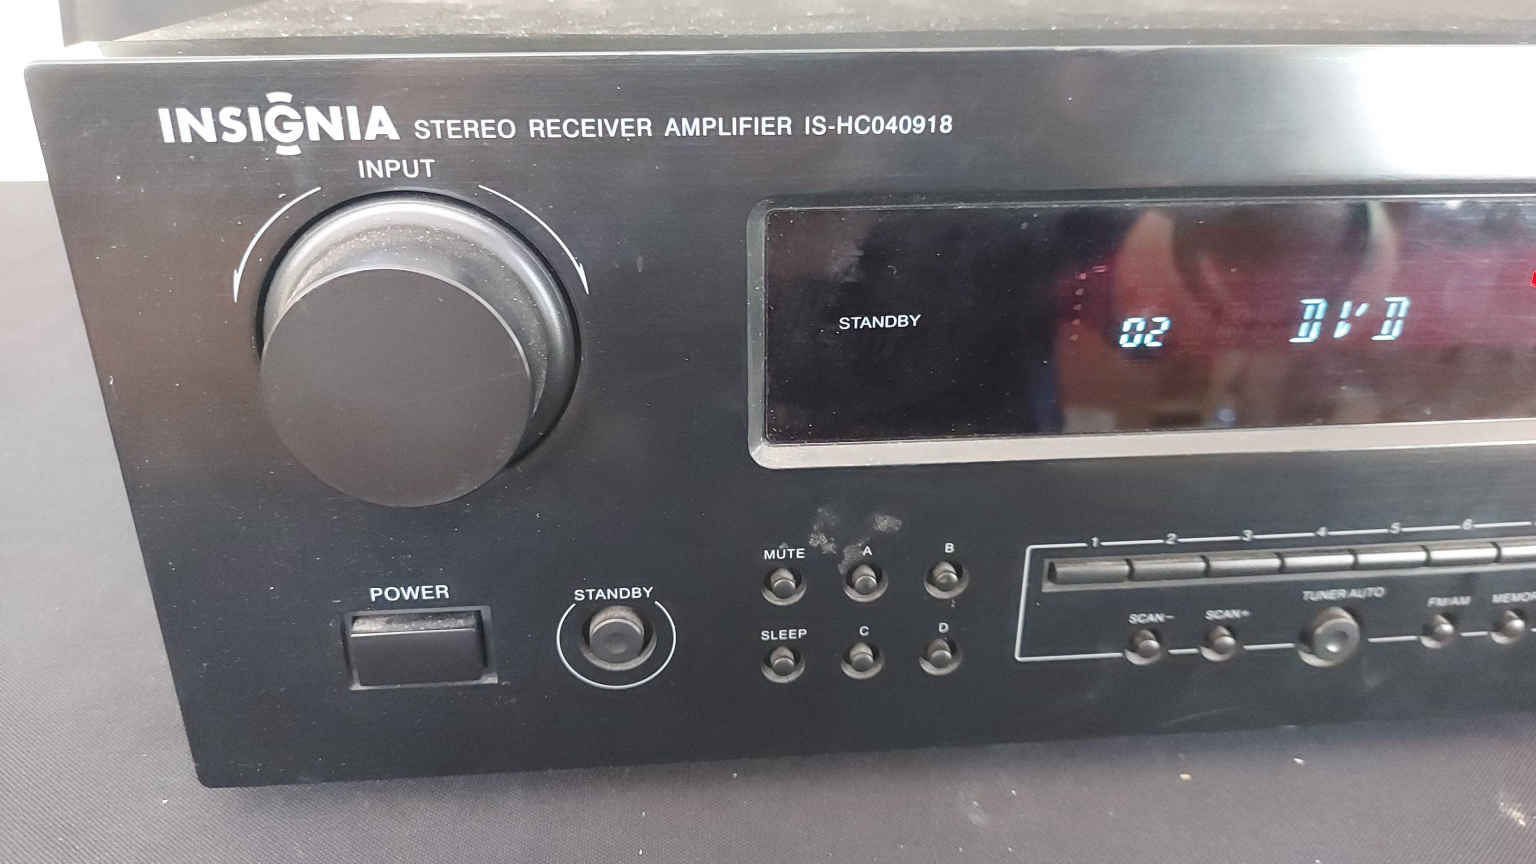 INSIGNIA STEREO RECEIVER AMPLIFIER IS-HC040918
INPUT
STANDBY
02 DVD
1 2 3 4 5 6
MUTE A B
POWER
STANDBY
SCAN− SCAN+ TUNER AUTO FM/AM
SLEEP C D